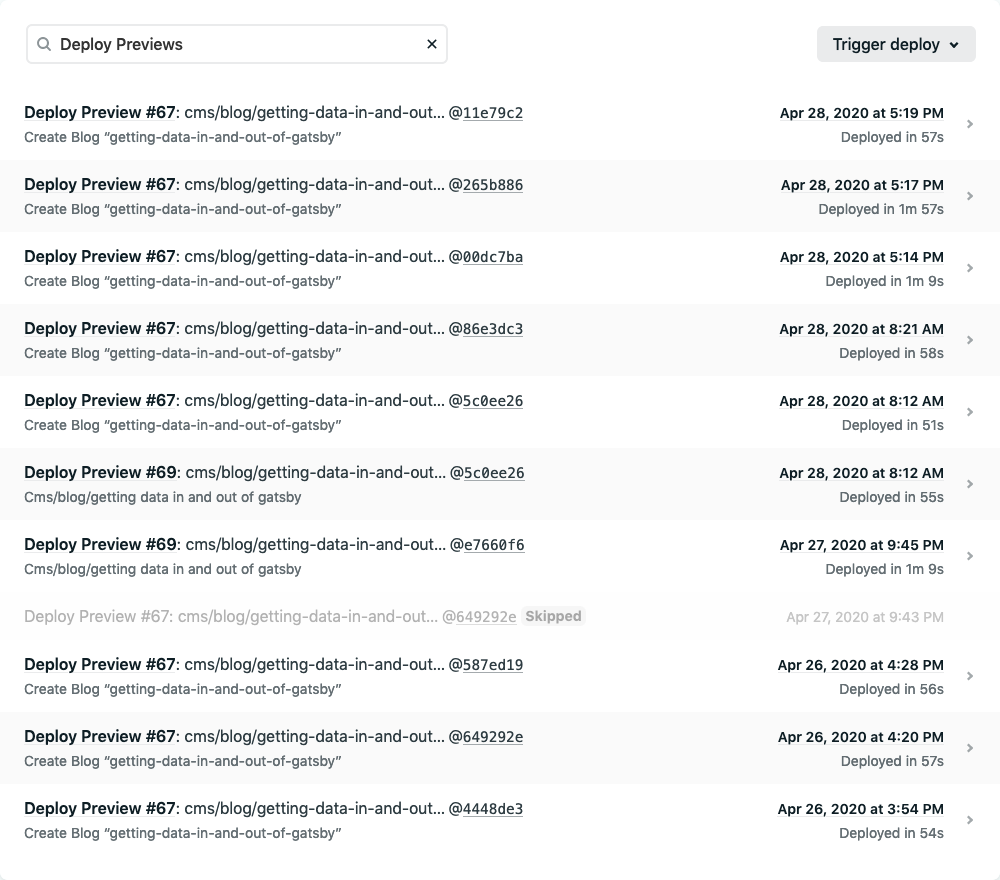 Deploy Previews
Trigger deploy
Deploy Preview #67: cms/blog/getting-data-in-and-out... @11e79c2
Apr 28, 2020 at 5:19 PM
Create Blog “getting-data-in-and-out-of-gatsby”
Deployed in 57s
Deploy Preview #67: cms/blog/getting-data-in-and-out... @265b886
Apr 28, 2020 at 5:17 PM
Create Blog “getting-data-in-and-out-of-gatsby”
Deployed in 1m 57s
Deploy Preview #67: cms/blog/getting-data-in-and-out... @00dc7ba
Apr 28, 2020 at 5:14 PM
Create Blog “getting-data-in-and-out-of-gatsby”
Deployed in 1m 9s
Deploy Preview #67: cms/blog/getting-data-in-and-out... @86e3dc3
Apr 28, 2020 at 8:21 AM
Create Blog “getting-data-in-and-out-of-gatsby”
Deployed in 58s
Deploy Preview #67: cms/blog/getting-data-in-and-out... @5c0ee26
Apr 28, 2020 at 8:12 AM
Create Blog “getting-data-in-and-out-of-gatsby”
Deployed in 51s
Deploy Preview #69: cms/blog/getting-data-in-and-out... @5c0ee26
Apr 28, 2020 at 8:12 AM
Cms/blog/getting data in and out of gatsby
Deployed in 55s
Deploy Preview #69: cms/blog/getting-data-in-and-out... @e7660f6
Apr 27, 2020 at 9:45 PM
Cms/blog/getting data in and out of gatsby
Deployed in 1m 9s
Deploy Preview #67: cms/blog/getting-data-in-and-out... @649292e Skipped
Apr 27, 2020 at 9:43 PM
Deploy Preview #67: cms/blog/getting-data-in-and-out... @587ed19
Apr 26, 2020 at 4:28 PM
Create Blog “getting-data-in-and-out-of-gatsby”
Deployed in 56s
Deploy Preview #67: cms/blog/getting-data-in-and-out... @649292e
Apr 26, 2020 at 4:20 PM
Create Blog “getting-data-in-and-out-of-gatsby”
Deployed in 57s
Deploy Preview #67: cms/blog/getting-data-in-and-out... @4448de3
Apr 26, 2020 at 3:54 PM
Create Blog “getting-data-in-and-out-of-gatsby”
Deployed in 54s